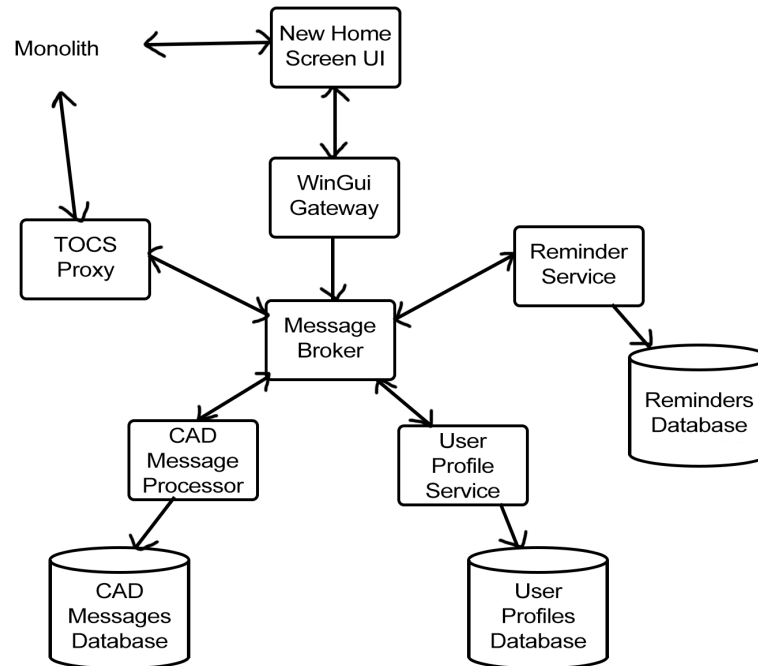 New Home
Screen UI
Monolith
WinGui
Gateway
TOCS
Proxy
Reminder
Service
Message
Broker
Reminders
Database
CAD
Message
Processor
User
Profile
Service
CAD
Messages
Database
User
Profiles
Database